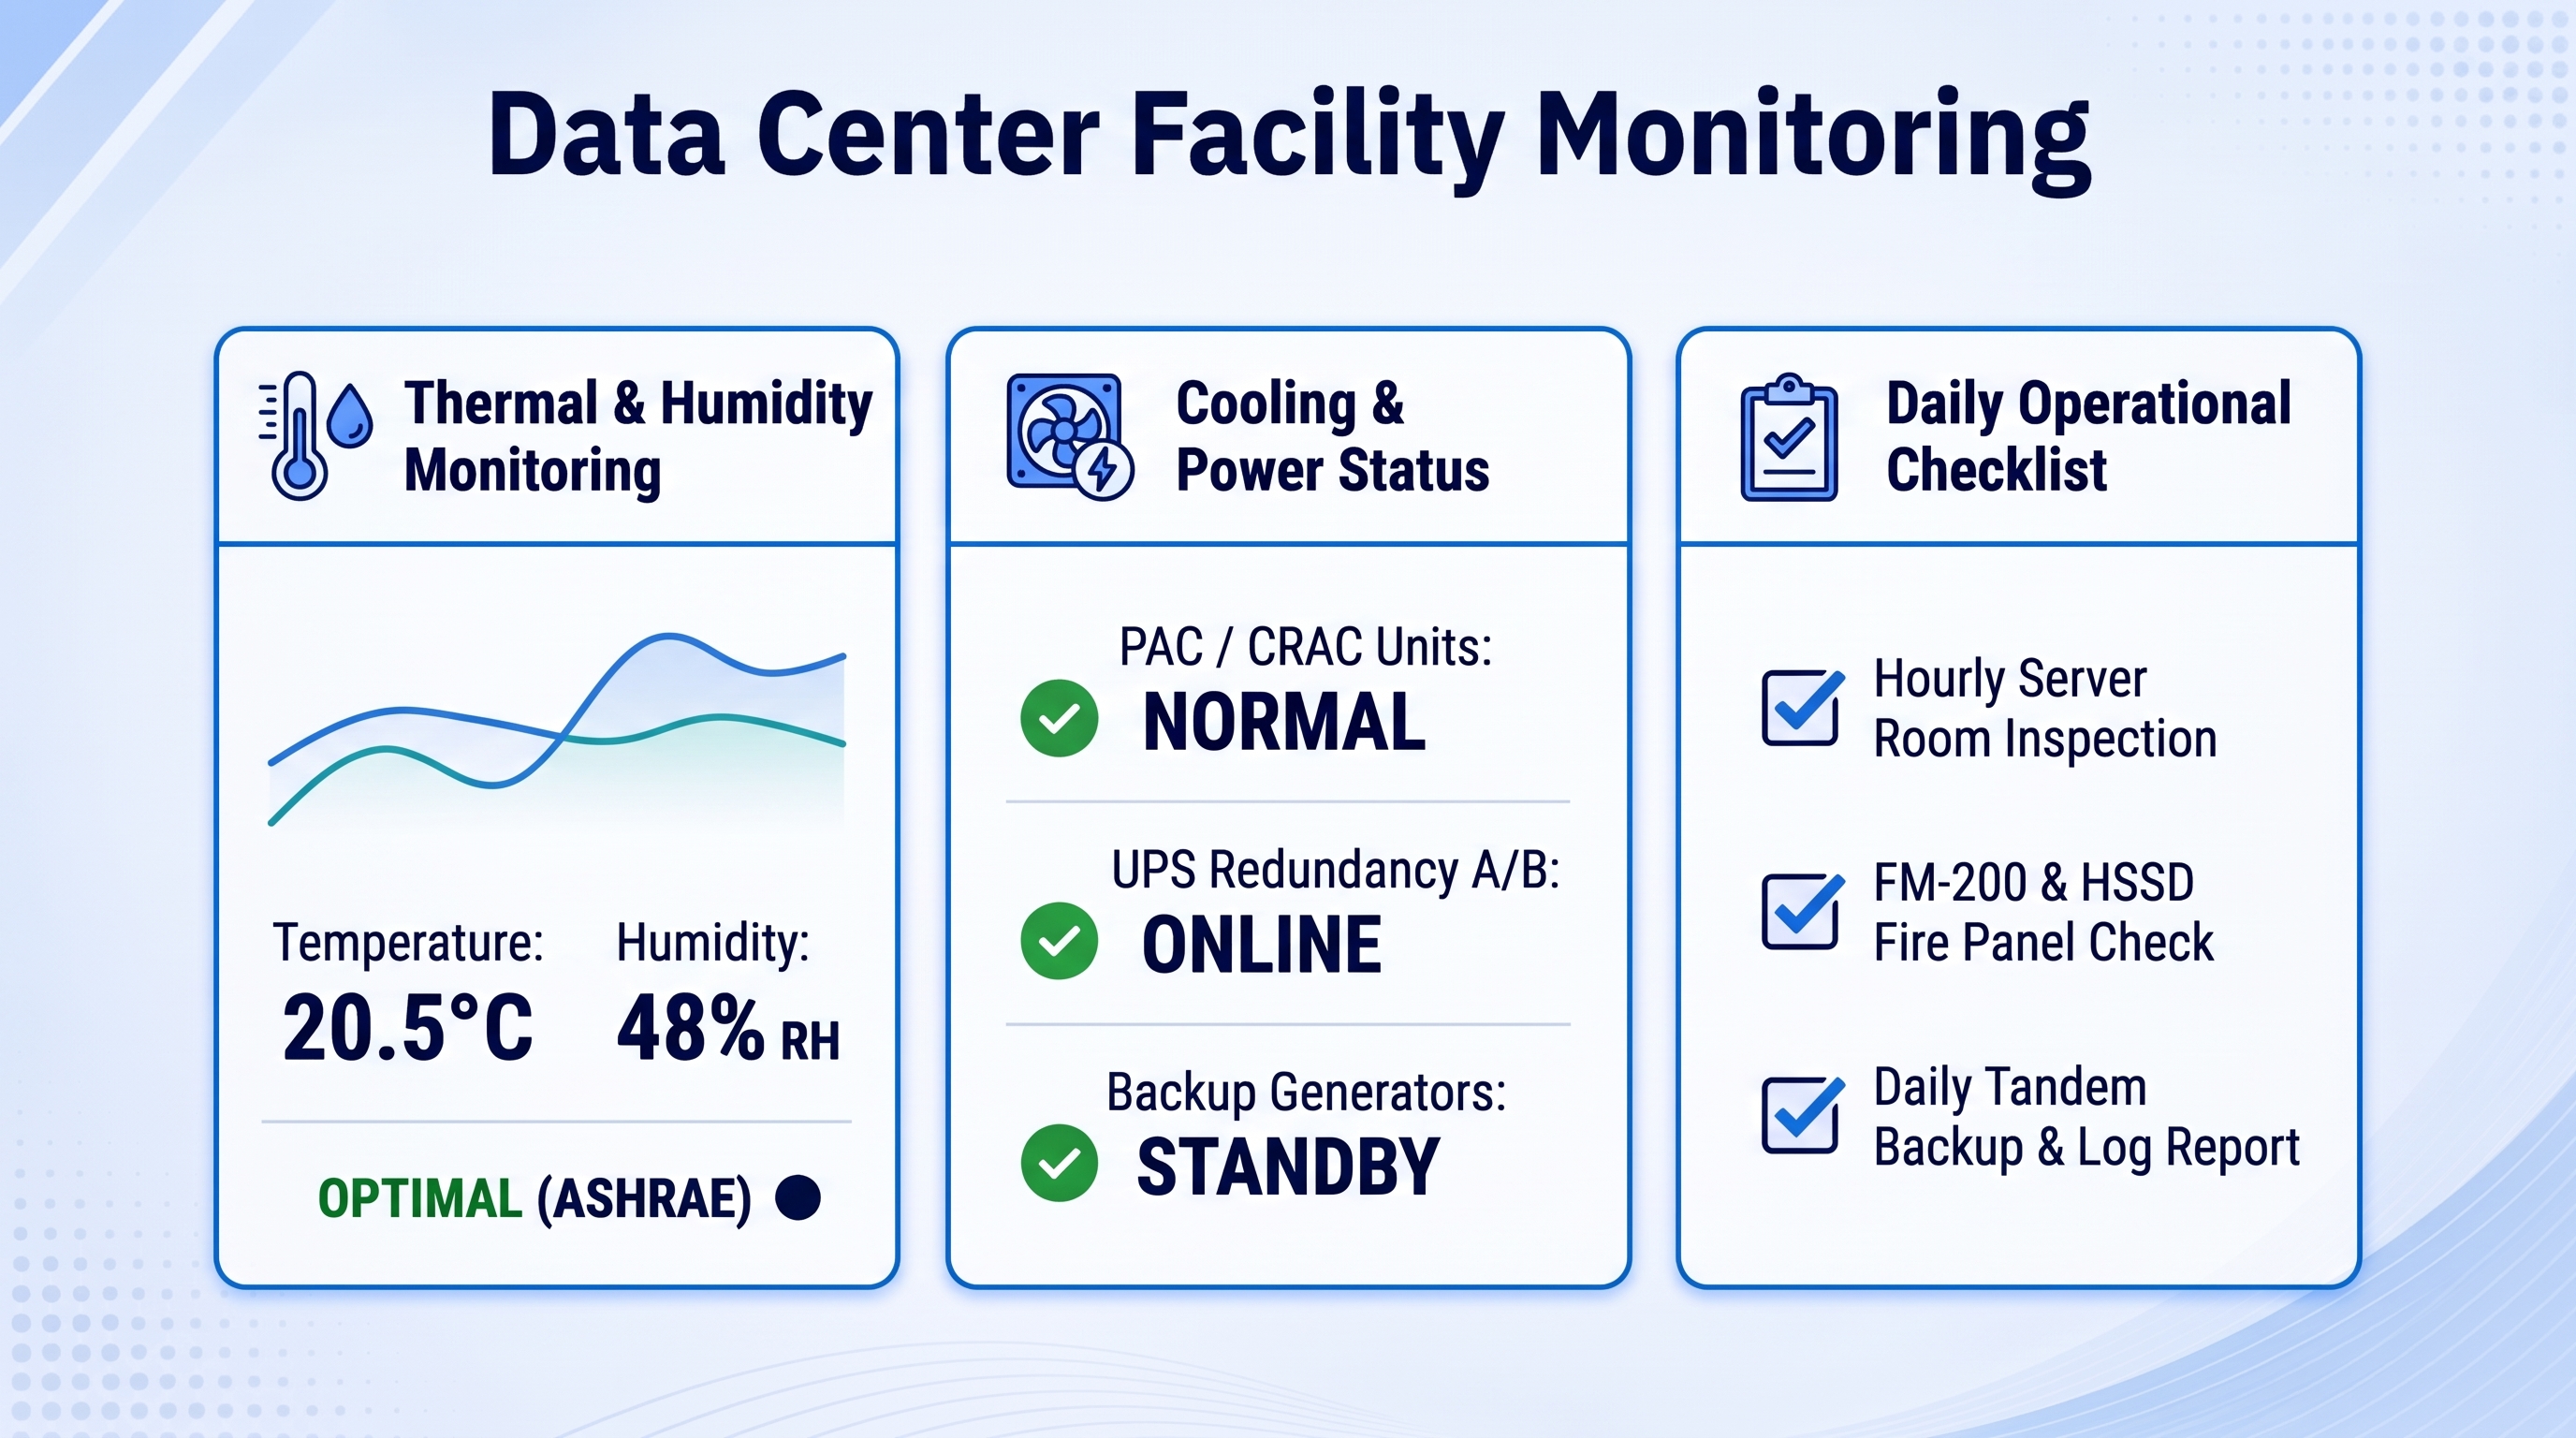 Data Center Facility Monitoring
Thermal & Humidity
Monitoring
Temperature:
20.5°C
Humidity:
48% RH
OPTIMAL (ASHRAE)
Cooling &
Power Status
PAC / CRAC Units:
NORMAL
UPS Redundancy A/B:
ONLINE
Backup Generators:
STANDBY
Daily Operational
Checklist
Hourly Server
Room Inspection
FM-200 & HSSD
Fire Panel Check
Daily Tandem
Backup & Log Report